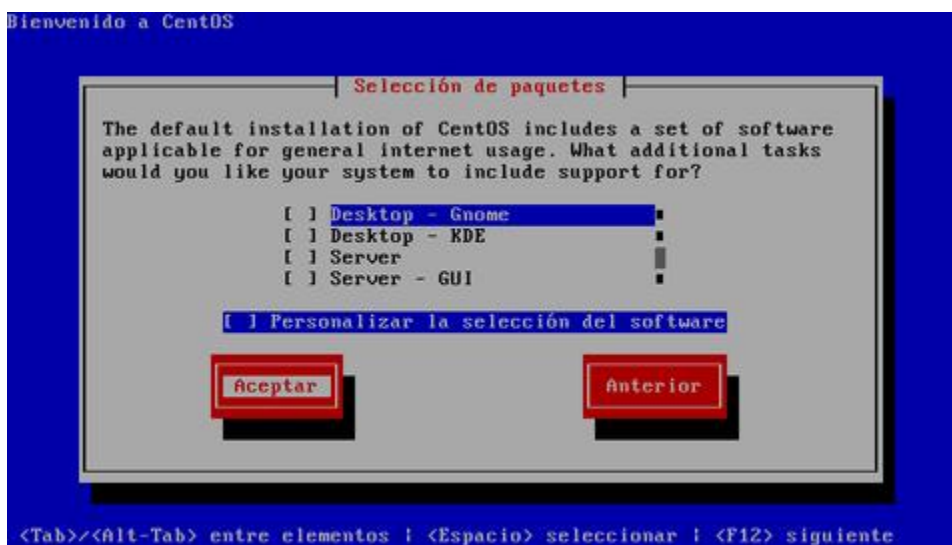 Bienvenido a CentOS
Selección de paquetes
The default installation of CentOS includes a set of software
applicable for general internet usage. What additional tasks
would you like your system to include support for?
[ ] Desktop - Gnome
[ ] Desktop - KDE
[ ] Server
[ ] Server - GUI
[ ] Personalizar la selección del software
Aceptar Anterior
<Tab>/<Alt-Tab> entre elementos | <Espacio> seleccionar | <F12> siguiente